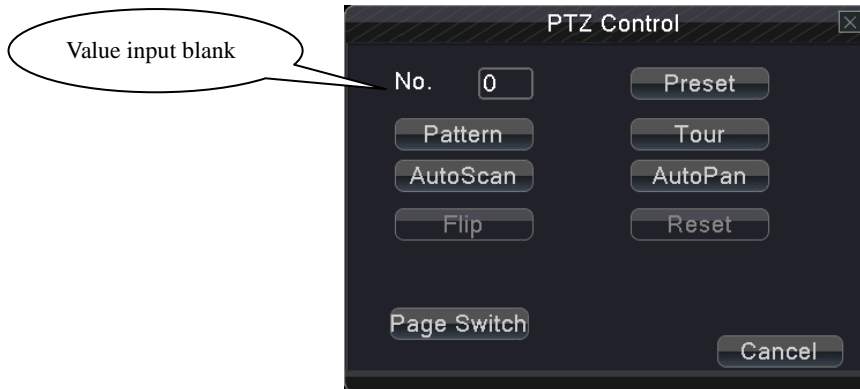 PTZ Control
Value input blank
No. 0 Preset
Pattern Tour
AutoScan AutoPan
Flip Reset
Page Switch
Cancel